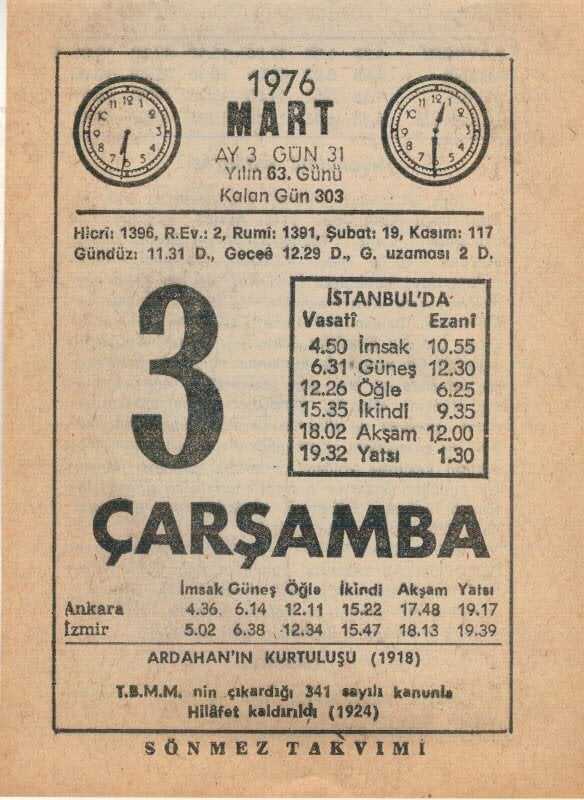 1976
MART
AY 3 GÜN 31
Yılın 63. Günü
Kalan Gün 303
Hicrî: 1396, R.Ev.: 2, Rumî: 1391, Şubat: 19, Kasım: 117
Gündüz: 11.31 D., Geceê 12.29 D., G. uzaması 2 D.
3
İSTANBUL'DA
Vasatî Ezanî
4.50 İmsak 10.55
6.31 Güneş 12.30
12.26 Öğle 6.25
15.35 İkindi 9.35
18.02 Akşam 12.00
19.32 Yatsı 1.30
ÇARŞAMBA
İmsak Güneş Öğle İkindi Akşam Yatsı
Ankara 4.36 6.14 12.11 15.22 17.48 19.17
İzmir 5.02 6.38 12.34 15.47 18.13 19.39
ARDAHAN'IN KURTULUŞU (1918)
T.B.M.M. nin çıkardığı 341 sayılı kanunla
Hilâfet kaldırıldı (1924)
SÖNMEZ TAKVİMİ